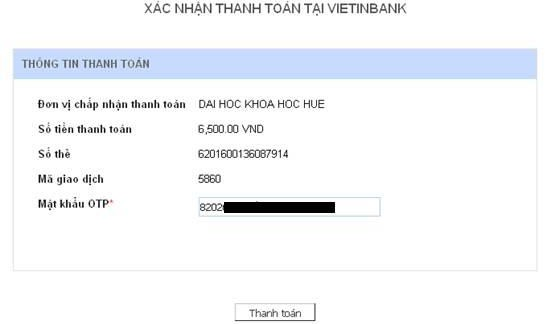 XÁC NHẬN THANH TOÁN TẠI VIETINBANK
THÔNG TIN THANH TOÁN
Đơn vị chấp nhận thanh toán DAI HOC KHOA HOC HUE
Số tiền thanh toán 6,500.00 VND
Số thẻ 6201600136087914
Mã giao dịch 5860
Mật khẩu OTP*
Thanh toán